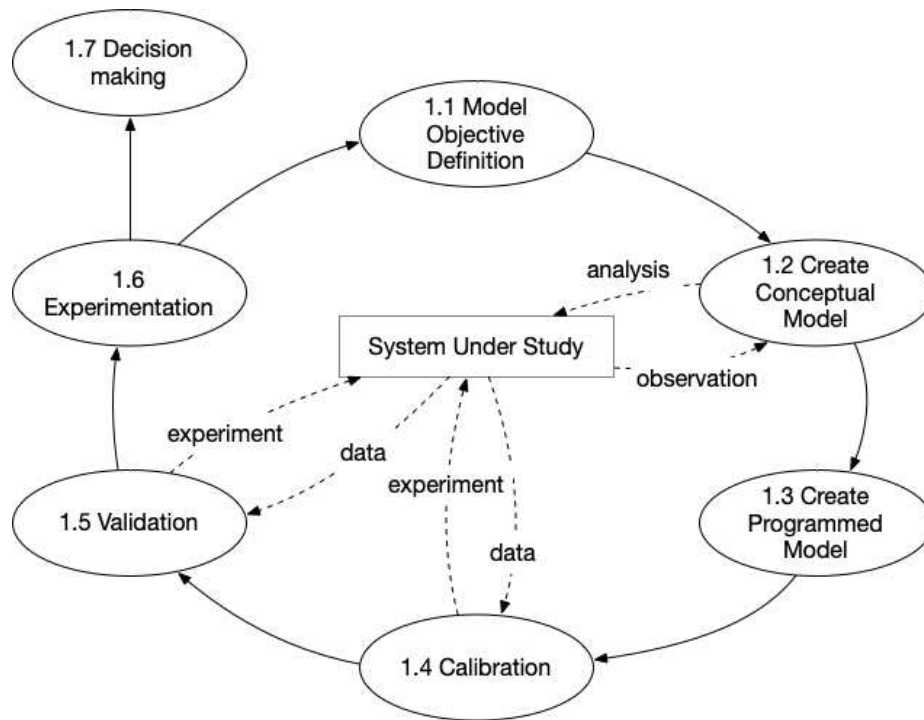 1.7 Decision
making
1.1 Model
Objective
Definition
1.6
Experimentation
analysis
1.2 Create
Conceptual
Model
System Under Study
observation
experiment
data
experiment
data
1.5 Validation
1.3 Create
Programmed
Model
1.4 Calibration